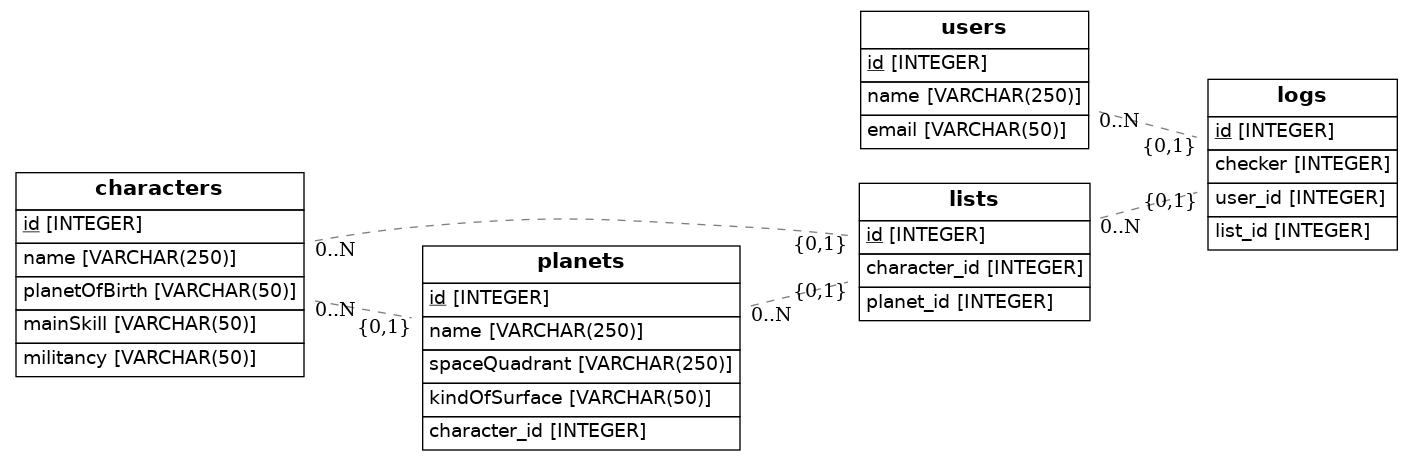 users
id [INTEGER]
name [VARCHAR(250)]
email [VARCHAR(50)]
logs
id [INTEGER]
checker [INTEGER]
user_id [INTEGER]
list_id [INTEGER]
0..N
{0,1}
characters
id [INTEGER]
name [VARCHAR(250)]
planetOfBirth [VARCHAR(50)]
mainSkill [VARCHAR(50)]
militancy [VARCHAR(50)]
lists
id [INTEGER]
character_id [INTEGER]
planet_id [INTEGER]
{0,1}
0..N
0..N
{0,1}
planets
id [INTEGER]
name [VARCHAR(250)]
spaceQuadrant [VARCHAR(250)]
kindOfSurface [VARCHAR(50)]
character_id [INTEGER]
0..N
{0,1}
{0,1}
0..N